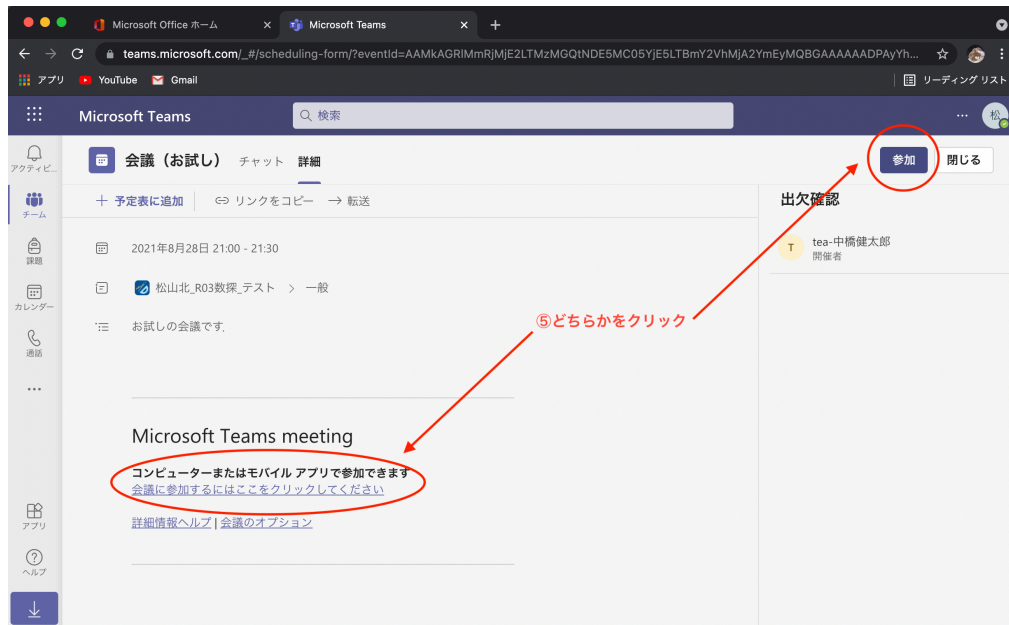 Microsoft Office ホーム
Microsoft Teams
teams.microsoft.com/_#/scheduling-form/?eventId=AAMkAGRlMmRjMjE2LTMzMGQtNDE5MC05YjE5LTBmY2VhMjA2YmEyMQBGAAAAAADPAyYh...
アプリ
YouTube
Gmail
リーディング リスト
Microsoft Teams
検索
松
アクティビ...
チーム
課題
カレンダー
通話
アプリ
ヘルプ
会議（お試し）
チャット
詳細
参加
閉じる
予定表に追加
リンクをコピー
転送
2021年8月28日 21:00 - 21:30
松山北_R03数探_テスト > 一般
お試しの会議です.
⑤どちらかをクリック
Microsoft Teams meeting
コンピューターまたはモバイル アプリで参加できます
会議に参加するにはここをクリックしてください
詳細情報ヘルプ | 会議のオプション
出欠確認
T
tea-中橋健太郎
開催者